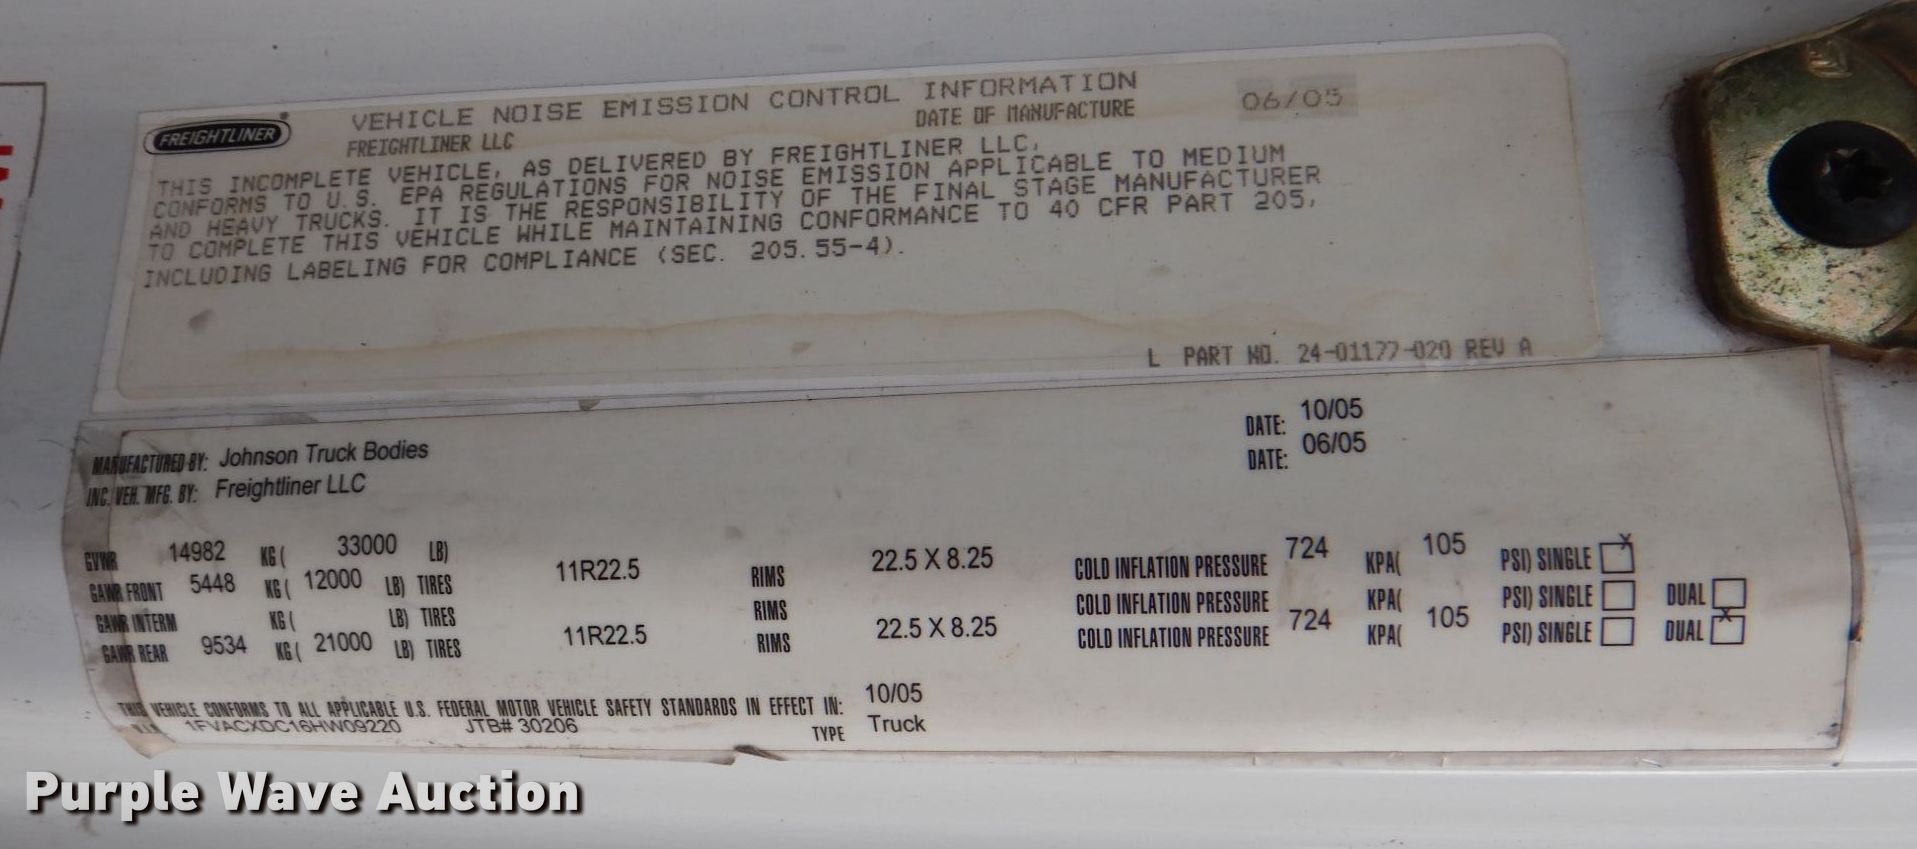 FREIGHTLINER
VEHICLE NOISE EMISSION CONTROL INFORMATION
FREIGHTLINER LLC DATE OF MANUFACTURE 06/05
THIS INCOMPLETE VEHICLE, AS DELIVERED BY FREIGHTLINER LLC,
CONFORMS TO U.S. EPA REGULATIONS FOR NOISE EMISSION APPLICABLE TO MEDIUM
AND HEAVY TRUCKS. IT IS THE RESPONSIBILITY OF THE FINAL STAGE MANUFACTURER
TO COMPLETE THIS VEHICLE WHILE MAINTAINING CONFORMANCE TO 40 CFR PART 205,
INCLUDING LABELING FOR COMPLIANCE (SEC. 205.55-4).
L PART NO. 24-01177-020 REV A
MANUFACTURED BY: Johnson Truck Bodies DATE: 10/05
INC. VEH. MFG. BY: Freightliner LLC DATE: 06/05
GVWR 14982 KG( 33000 LB)
GAWR FRONT 5448 KG( 12000 LB) TIRES 11R22.5 RIMS 22.5 X 8.25 COLD INFLATION PRESSURE 724 KPA( 105 PSI) SINGLE X
GAWR INTERM KG( LB) TIRES RIMS COLD INFLATION PRESSURE KPA( PSI) SINGLE DUAL
GAWR REAR 9534 KG( 21000 LB) TIRES 11R22.5 RIMS 22.5 X 8.25 COLD INFLATION PRESSURE 724 KPA( 105 PSI) SINGLE DUAL X
THIS VEHICLE CONFORMS TO ALL APPLICABLE U.S. FEDERAL MOTOR VEHICLE SAFETY STANDARDS IN EFFECT IN: 10/05
1FVACXDC16HW09220 JTB# 30206 TYPE Truck
Purple Wave Auction